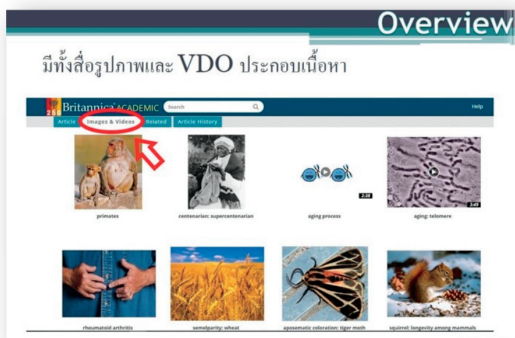 Overview
มีทั้งสื่อรูปภาพและ VDO ประกอบเนื้อหา
Britannica ACADEMIC Search Help
Article Images & Videos Related Article History
primates centenarian: supercentenarian aging process aging: telomere
2:38 2:49
rheumatoid arthritis semelparity: wheat aposematic coloration: tiger moth squirrel: longevity among mammals